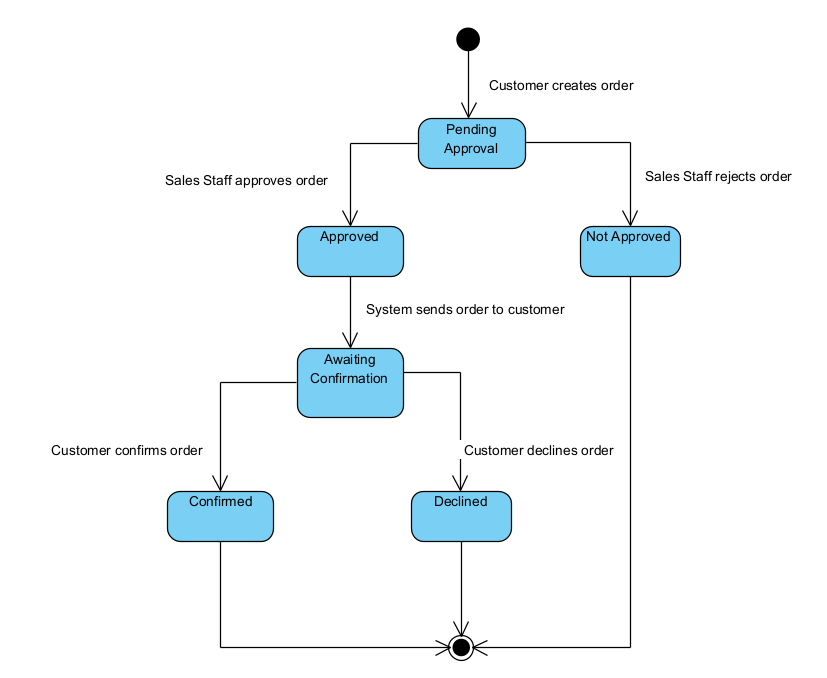 Customer creates order
Pending
Approval
Sales Staff approves order
Sales Staff rejects order
Approved
Not Approved
System sends order to customer
Awaiting
Confirmation
Customer confirms order
Customer declines order
Confirmed
Declined